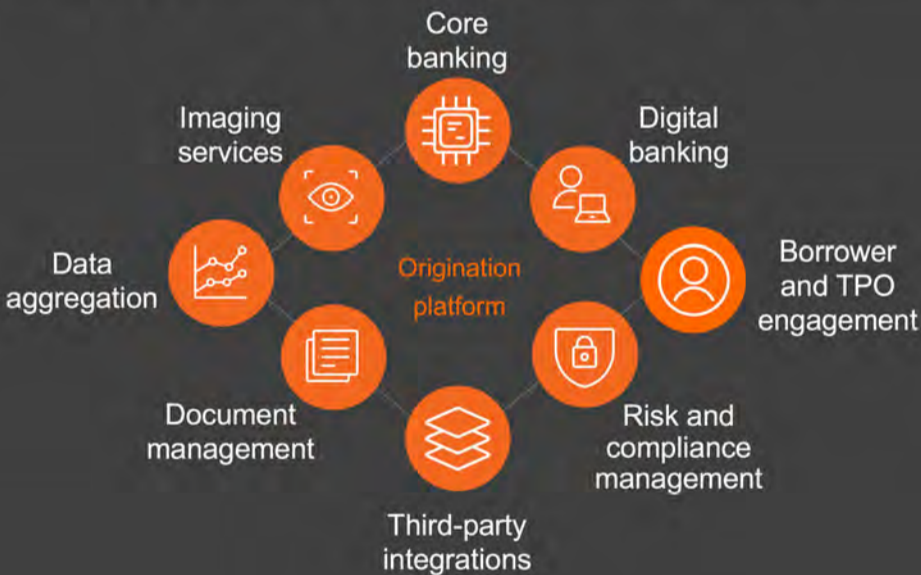 Core
banking
Imaging
services
Digital
banking
Data
aggregation
Origination
platform
Borrower
and TPO
engagement
Document
management
Risk and
compliance
management
Third-party
integrations